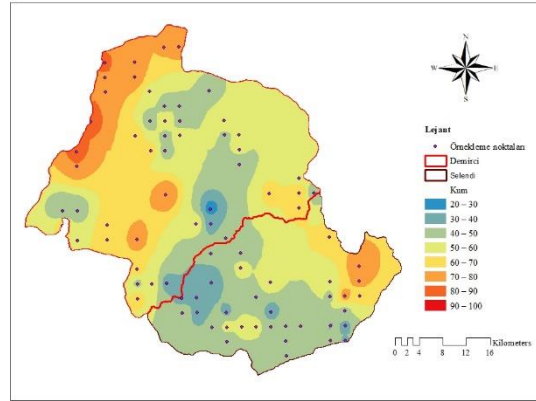 N
W E
S
Lejant
Örnekleme noktaları
Demirci
Selendi
Kum
20 – 30
30 – 40
40 – 50
50 – 60
60 – 70
70 – 80
80 – 90
90 – 100
Kilometers
0 2 4 8 12 16